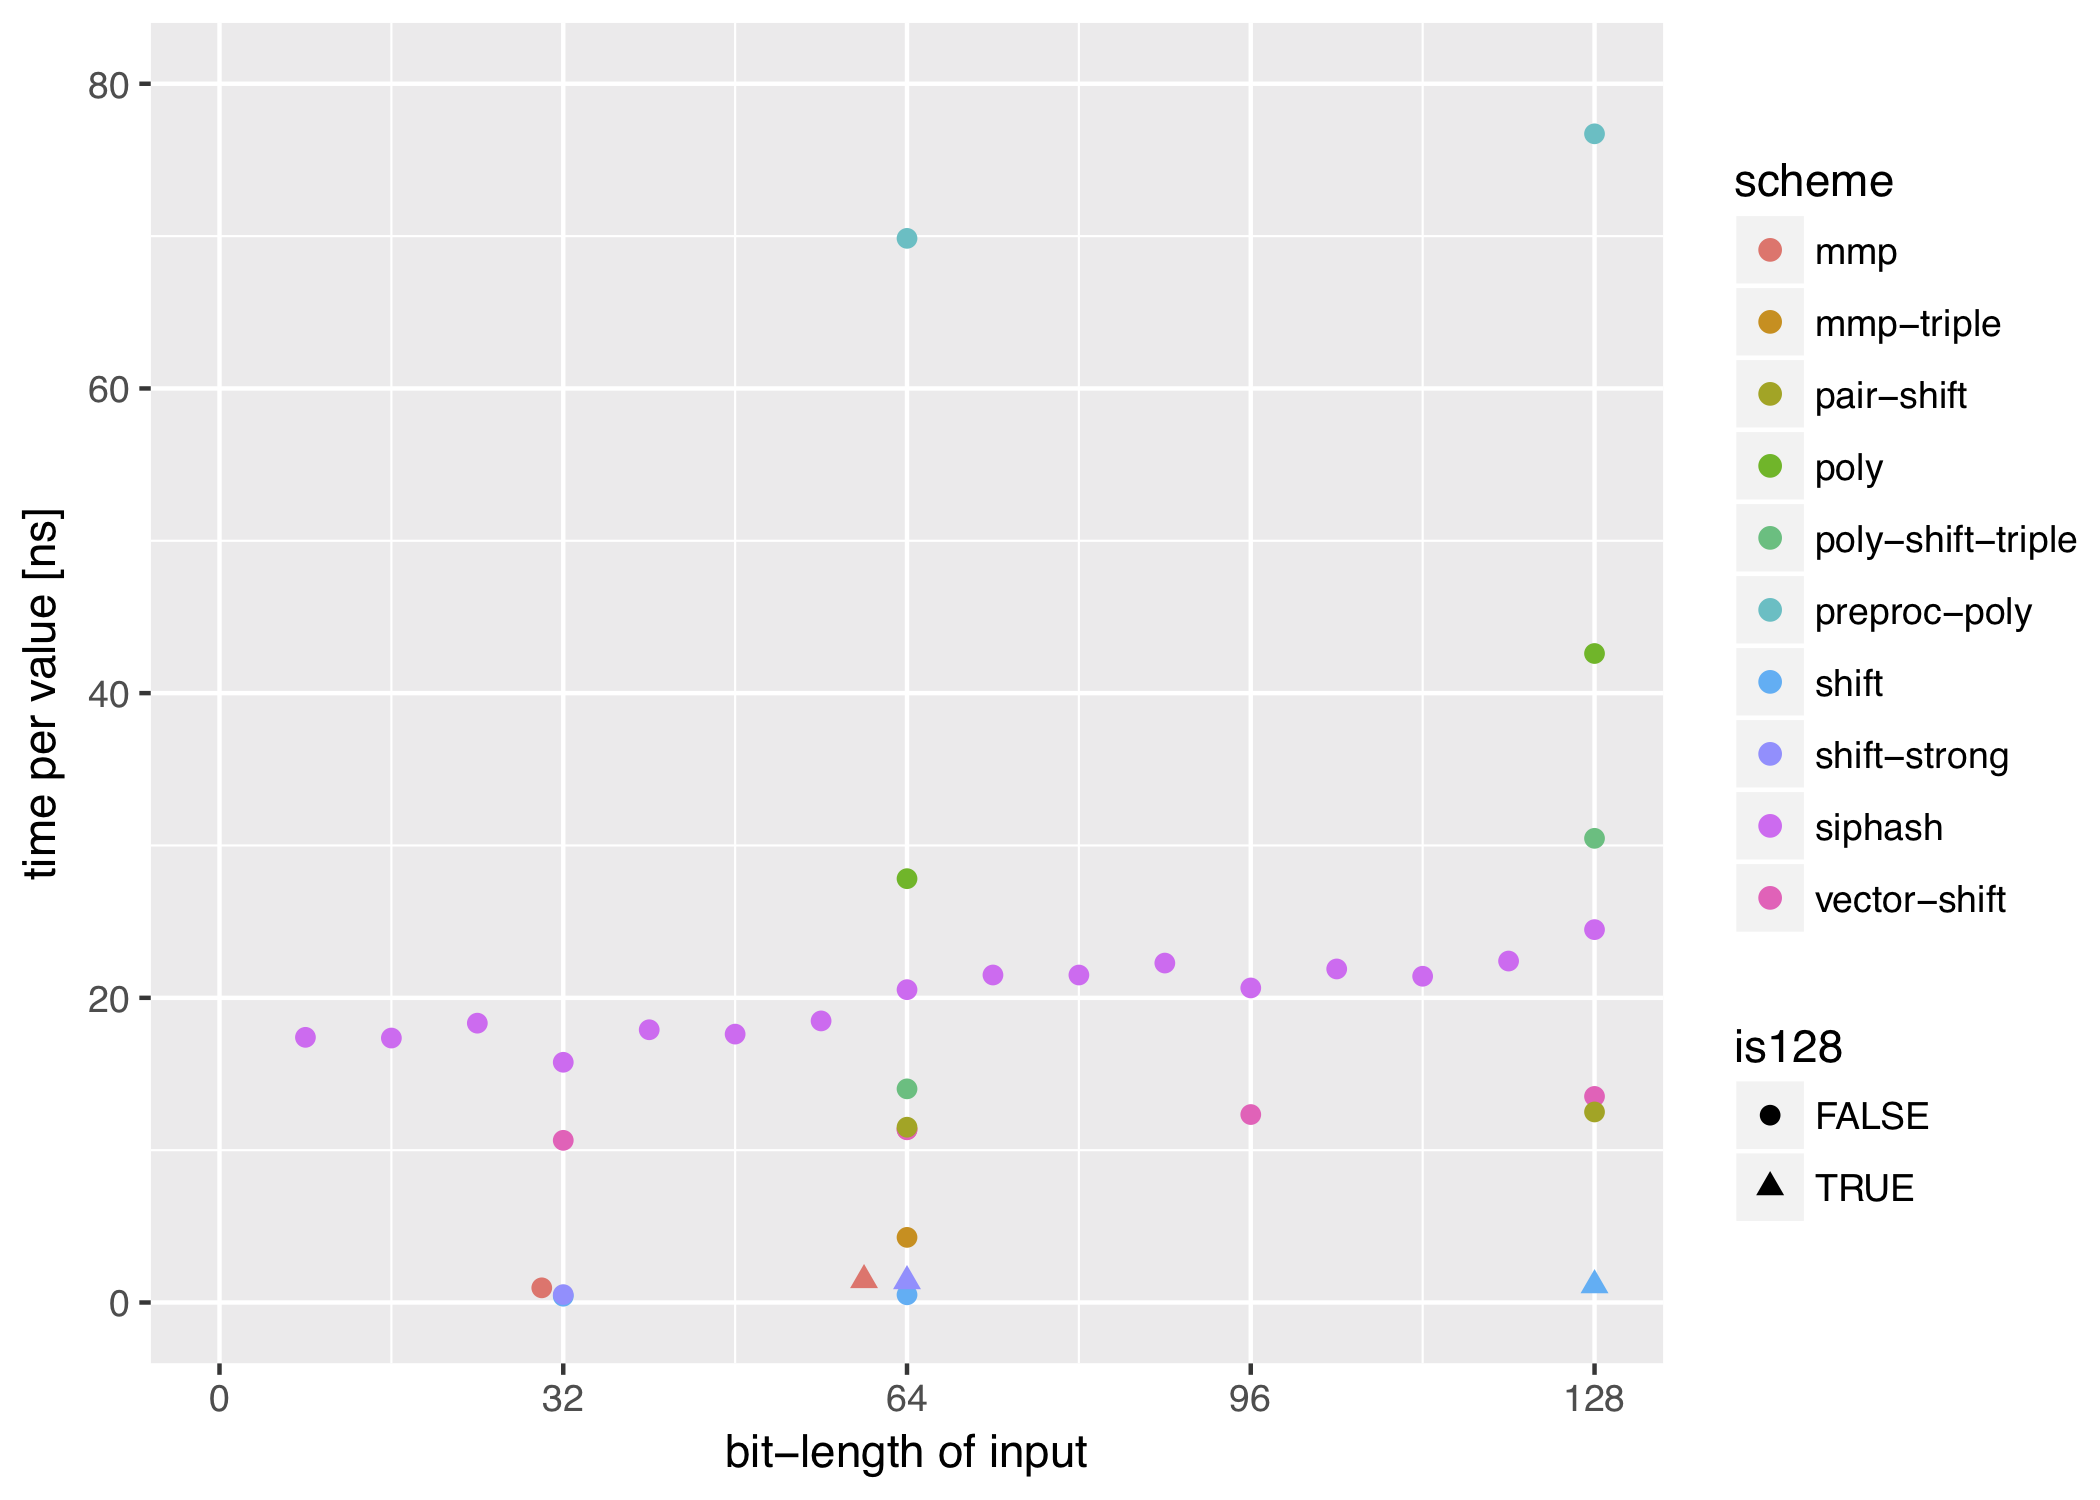 80
60
40
20
0
time per value [ns]
0 32 64 96 128
bit−length of input
scheme
mmp
mmp−triple
pair−shift
poly
poly−shift−triple
preproc−poly
shift
shift−strong
siphash
vector−shift
is128
FALSE
TRUE